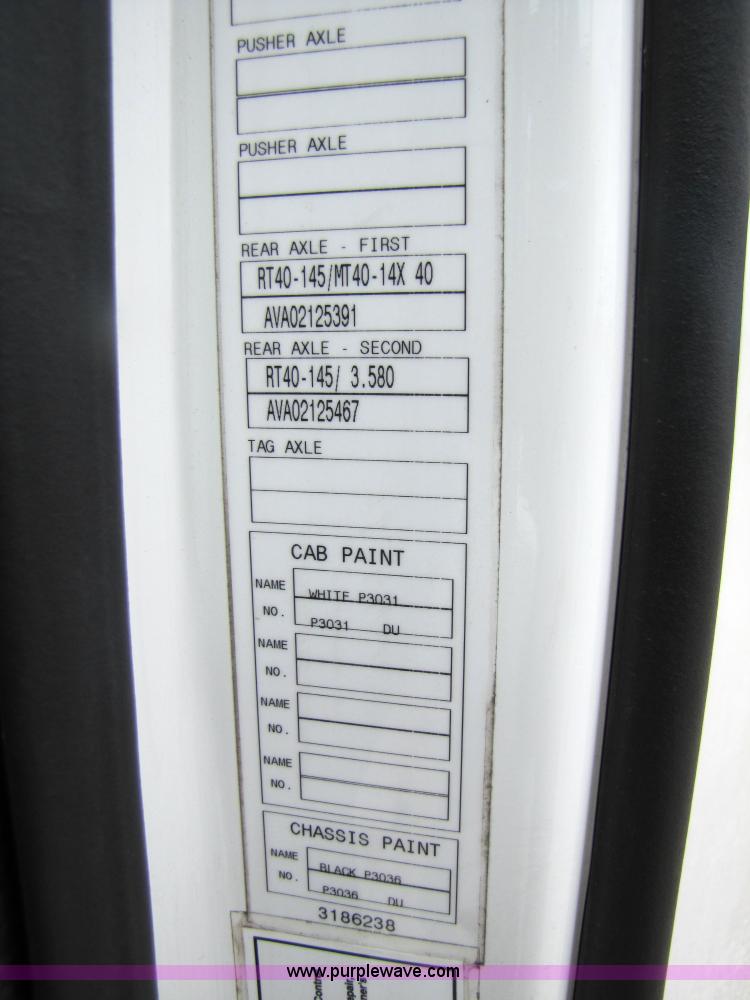 PUSHER AXLE
PUSHER AXLE
REAR AXLE - FIRST
RT40-145/MT40-14X 40
AVA02125391
REAR AXLE - SECOND
RT40-145/ 3.580
AVA02125467
TAG AXLE
CAB PAINT
NAME WHITE P3031
NO. P3031 DU
NAME
NO.
NAME
NO.
NAME
NO.
CHASSIS PAINT
NAME BLACK P3036
NO. P3036 DU
3186238
www.purplewave.com